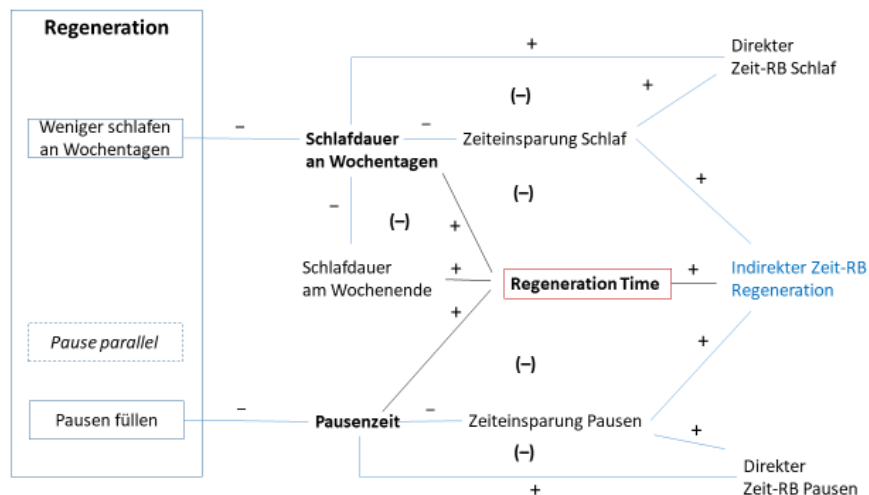 Regeneration
+
Direkter
Zeit-RB Schlaf
(–)
+
Weniger schlafen
an Wochentagen
–
Schlafdauer
an Wochentagen
–
Zeiteinsparung Schlaf
+
–
(–)
(–)
+
Schlafdauer
am Wochenende
+
Regeneration Time
+
Indirekter Zeit-RB
Regeneration
+
Pause parallel
(–)
+
Pausen füllen
–
Pausenzeit
–
Zeiteinsparung Pausen
+
(–)
Direkter
Zeit-RB Pausen
+